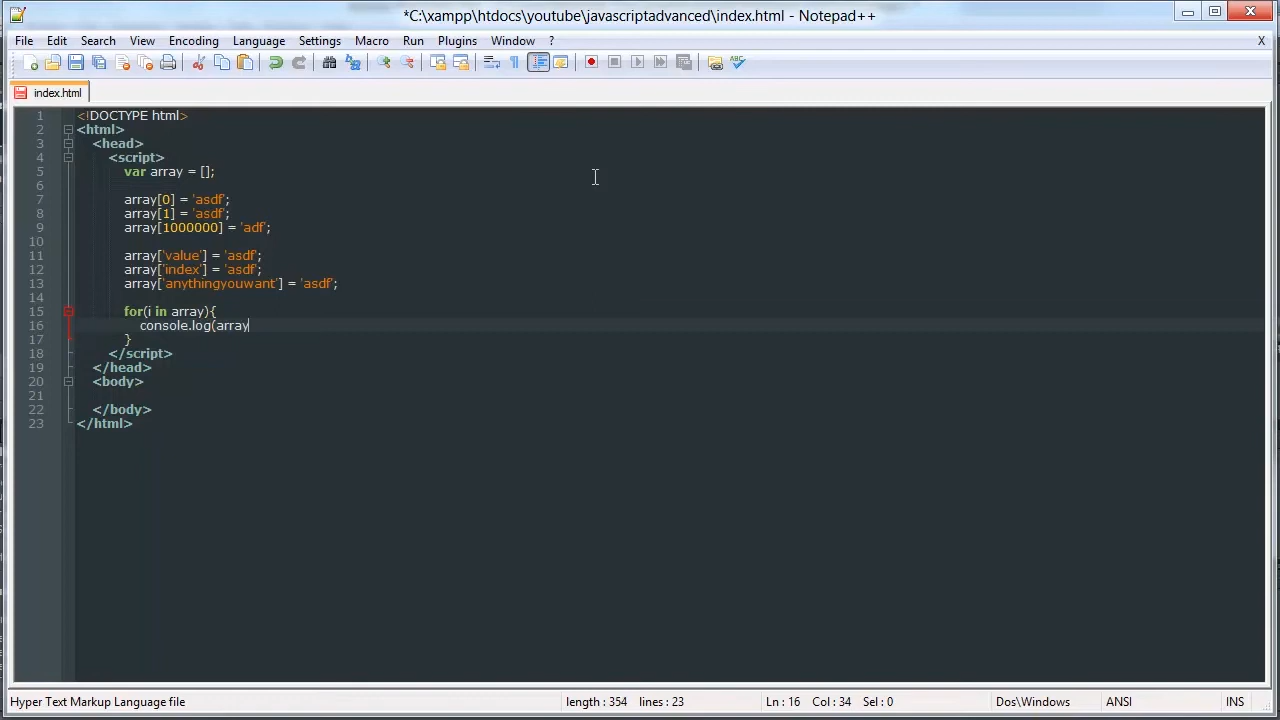 *C:\xampp\htdocs\youtube\javascriptadvanced\index.html - Notepad++
File Edit Search View Encoding Language Settings Macro Run Plugins Window ? X
index.html
1 <!DOCTYPE html>
2 <html>
3 <head>
4 <script>
5 var array = [];
6
7 array[0] = 'asdf';
8 array[1] = 'asdf';
9 array[1000000] = 'adf';
10
11 array['value'] = 'asdf';
12 array['index'] = 'asdf';
13 array['anythingyouwant'] = 'asdf';
14
15 for(i in array){
16 console.log(array
17 }
18 </script>
19 </head>
20 <body>
21
22 </body>
23 </html>
Hyper Text Markup Language file length : 354 lines : 23 Ln : 16 Col : 34 Sel : 0 Dos\Windows ANSI INS